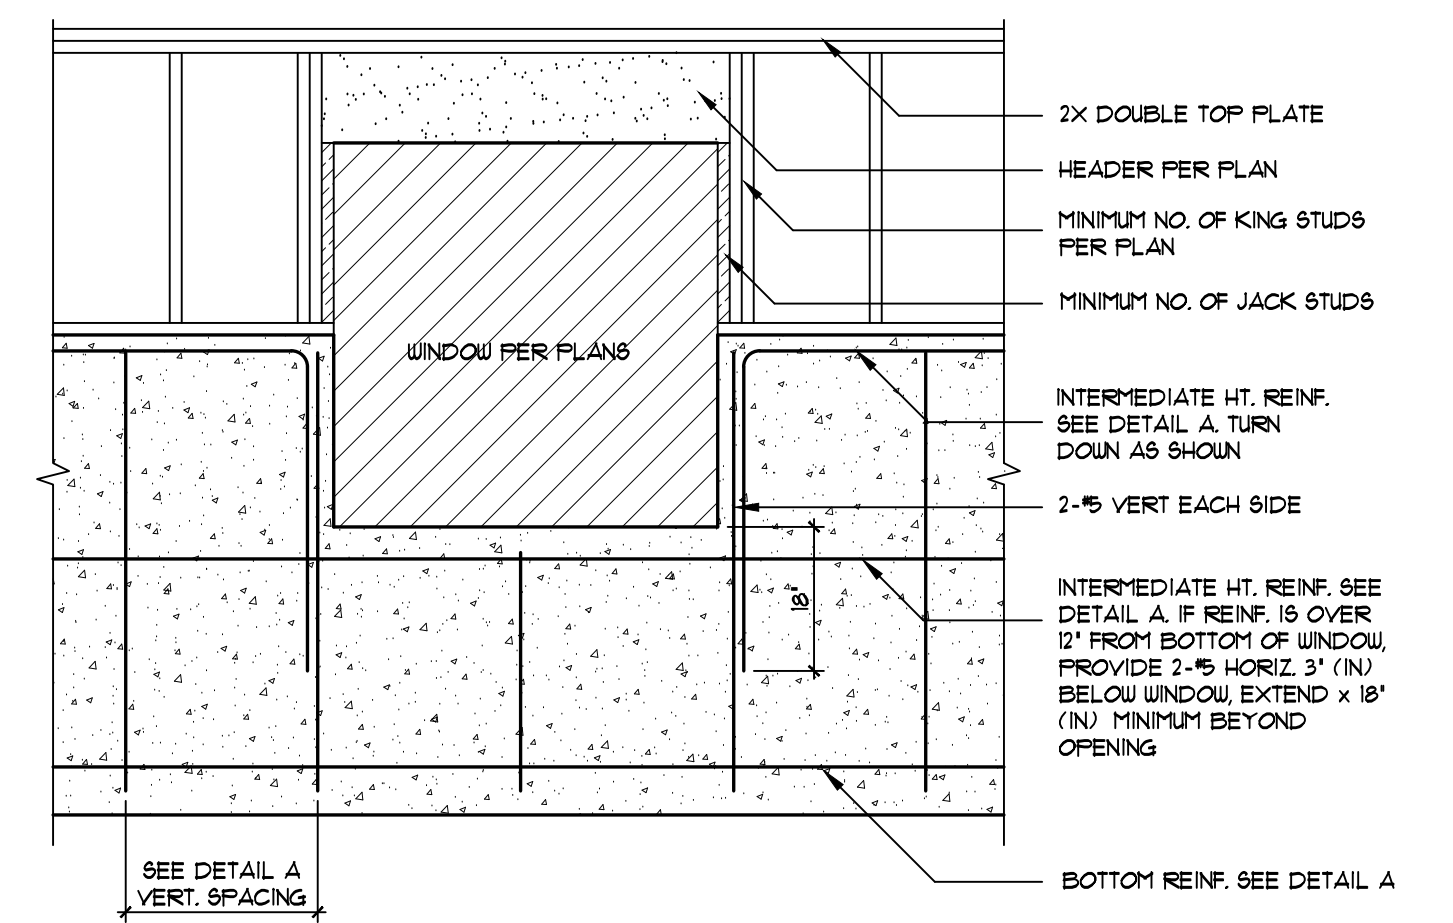 2X DOUBLE TOP PLATE
HEADER PER PLAN
MINIMUM NO. OF KING STUDS
PER PLAN
MINIMUM NO. OF JACK STUDS
WINDOW PER PLANS
INTERMEDIATE HT. REINF.
SEE DETAIL A. TURN
DOWN AS SHOWN
2-#5 VERT EACH SIDE
18"
INTERMEDIATE HT. REINF. SEE
DETAIL A. IF REINF. IS OVER
12" FROM BOTTOM OF WINDOW,
PROVIDE 2-#5 HORIZ. 3" (IN)
BELOW WINDOW, EXTEND x 18"
(IN) MINIMUM BEYOND
OPENING
SEE DETAIL A
VERT. SPACING
BOTTOM REINF. SEE DETAIL A